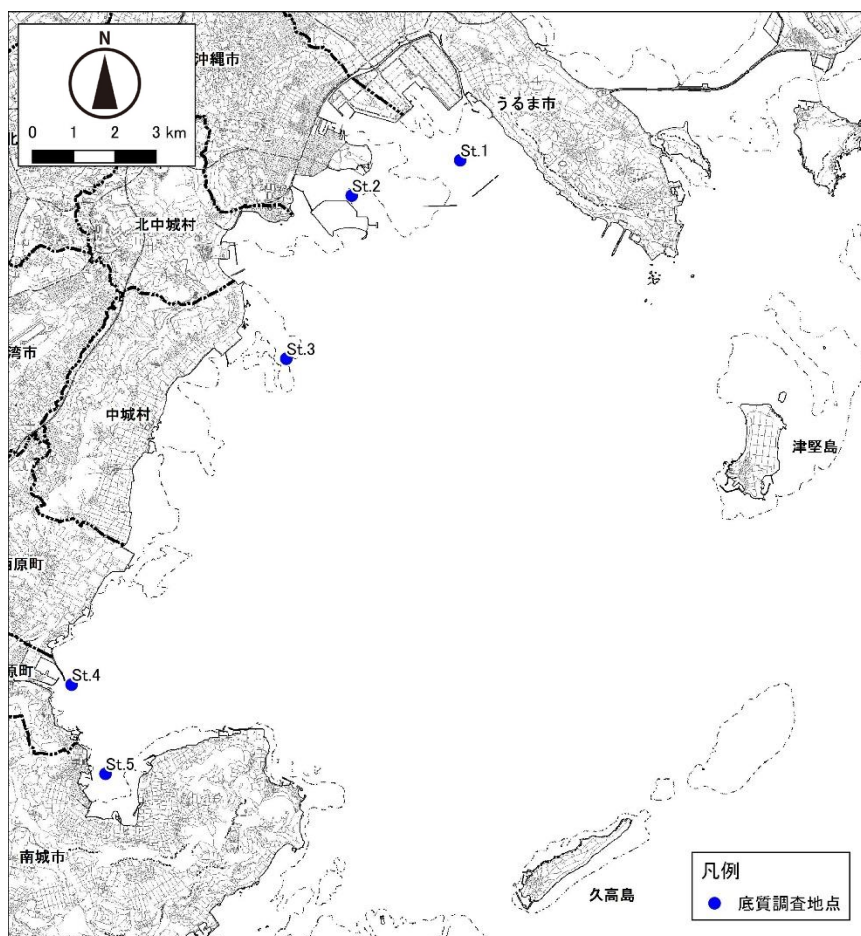 N
0 1 2 3 km
沖縄市
うるま市
北
St.1
St.2
北中城村
St.3
湾市
中城村
津堅島
原町
St.4
原町
St.5
南城市
久高島
凡例
底質調査地点